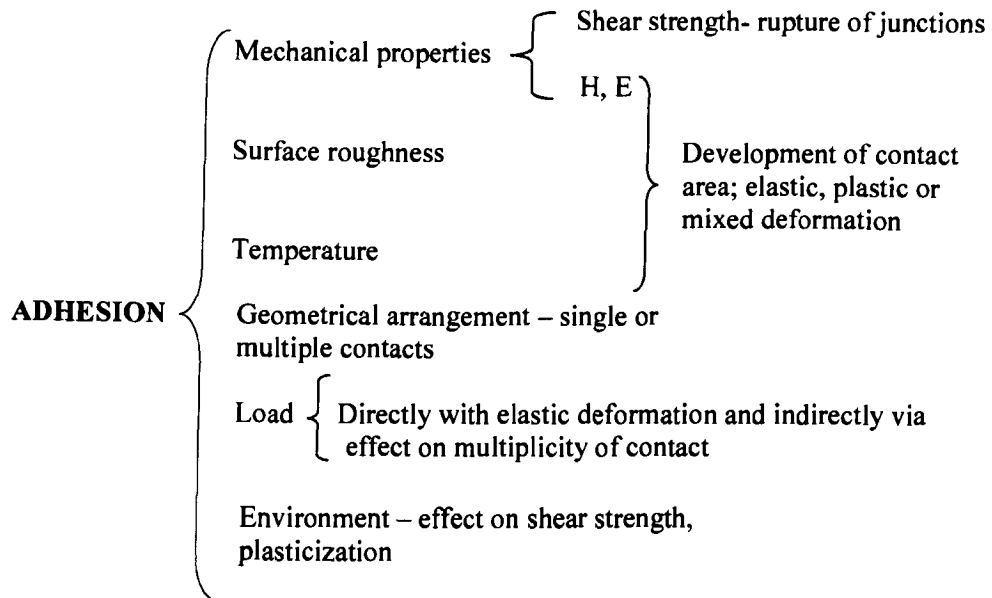 Shear strength- rupture of junctions
Mechanical properties
H, E
Surface roughness
Development of contact
area; elastic, plastic or
mixed deformation
Temperature
ADHESION
Geometrical arrangement – single or
multiple contacts
Load
Directly with elastic deformation and indirectly via
effect on multiplicity of contact
Environment – effect on shear strength,
plasticization